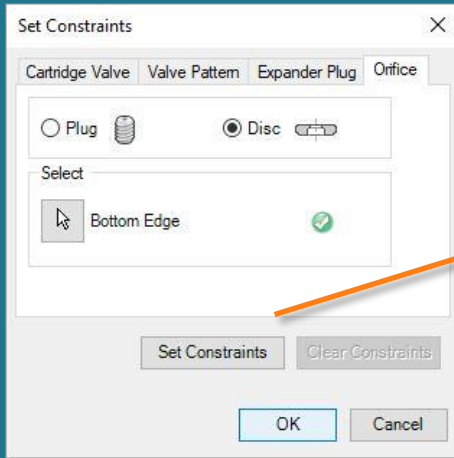 Set Constraints
Cartridge Valve Valve Pattern Expander Plug Orifice
Plug Disc
Select
Bottom Edge
Set Constraints Clear Constraints
OK Cancel